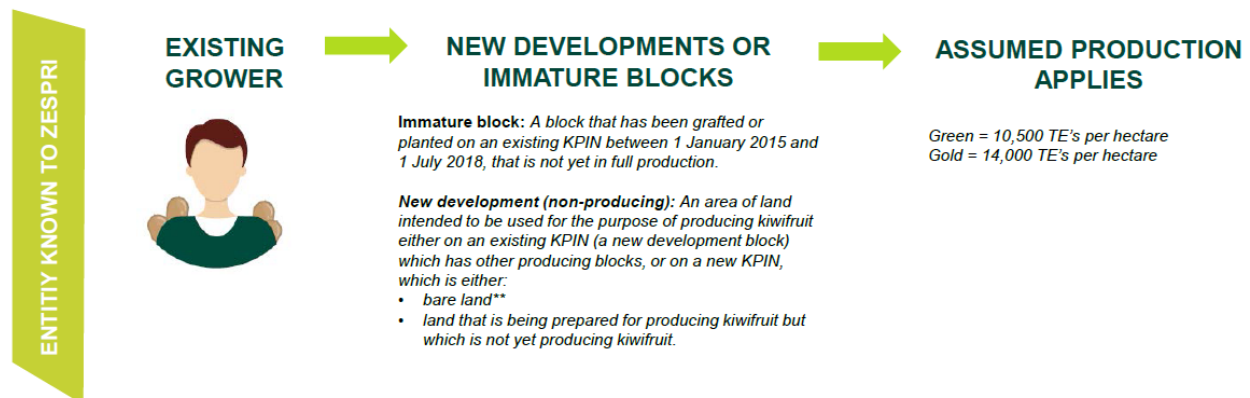 ENTITIY KNOWN TO ZESPRI
EXISTING
GROWER
NEW DEVELOPMENTS OR
IMMATURE BLOCKS
Immature block: A block that has been grafted or
planted on an existing KPIN between 1 January 2015 and
1 July 2018, that is not yet in full production.
New development (non-producing): An area of land
intended to be used for the purpose of producing kiwifruit
either on an existing KPIN (a new development block)
which has other producing blocks, or on a new KPIN,
which is either:
• bare land**
• land that is being prepared for producing kiwifruit but
which is not yet producing kiwifruit.
ASSUMED PRODUCTION
APPLIES
Green = 10,500 TE's per hectare
Gold = 14,000 TE's per hectare